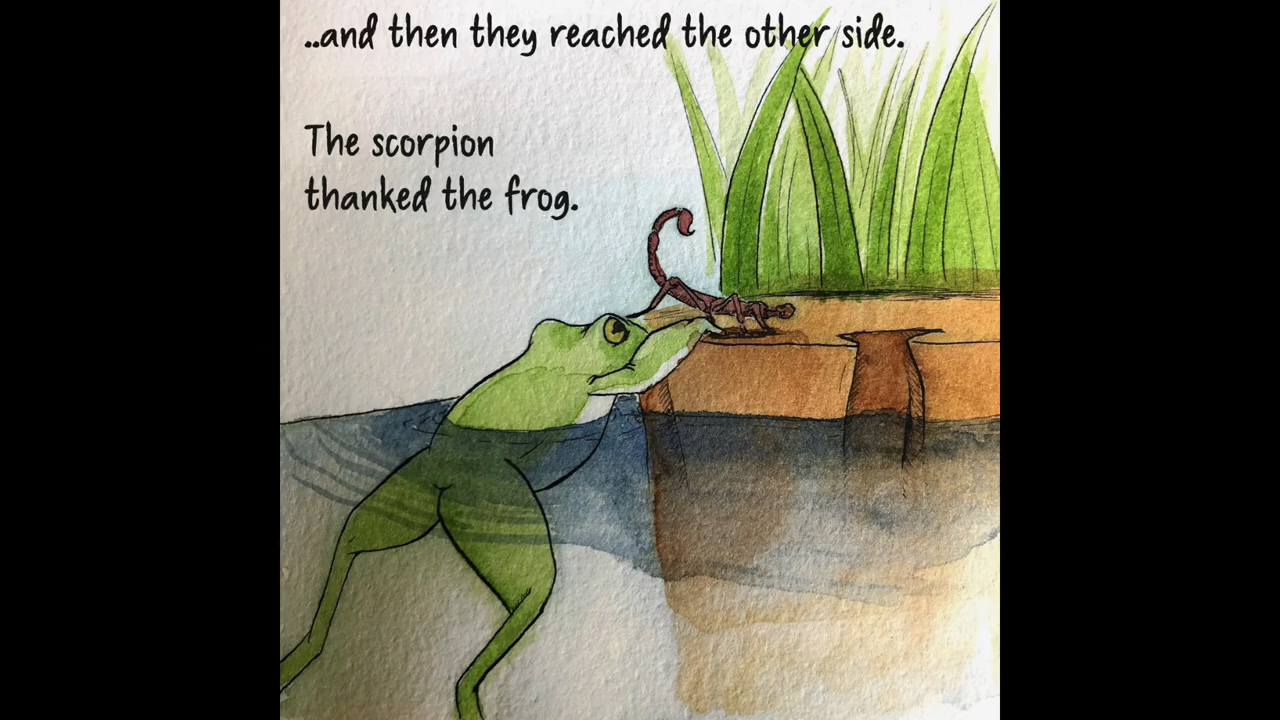 ..and then they reached the other side.
The scorpion
thanked the frog.